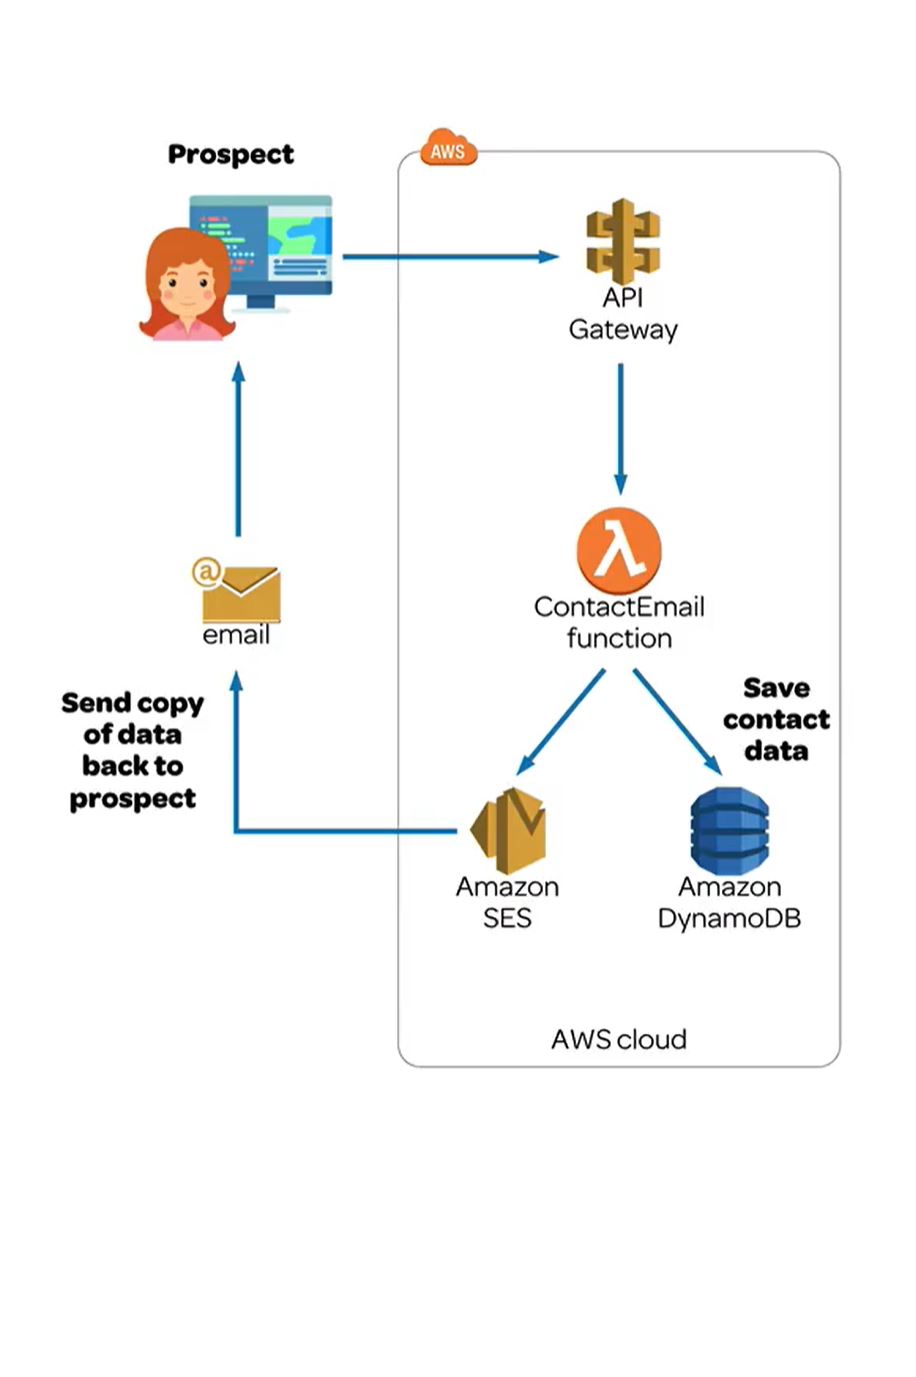 Prospect
AWS
API
Gateway
@
email
ContactEmail
function
Send copy
of data
back to
prospect
Save
contact
data
Amazon
SES
Amazon
DynamoDB
AWS cloud